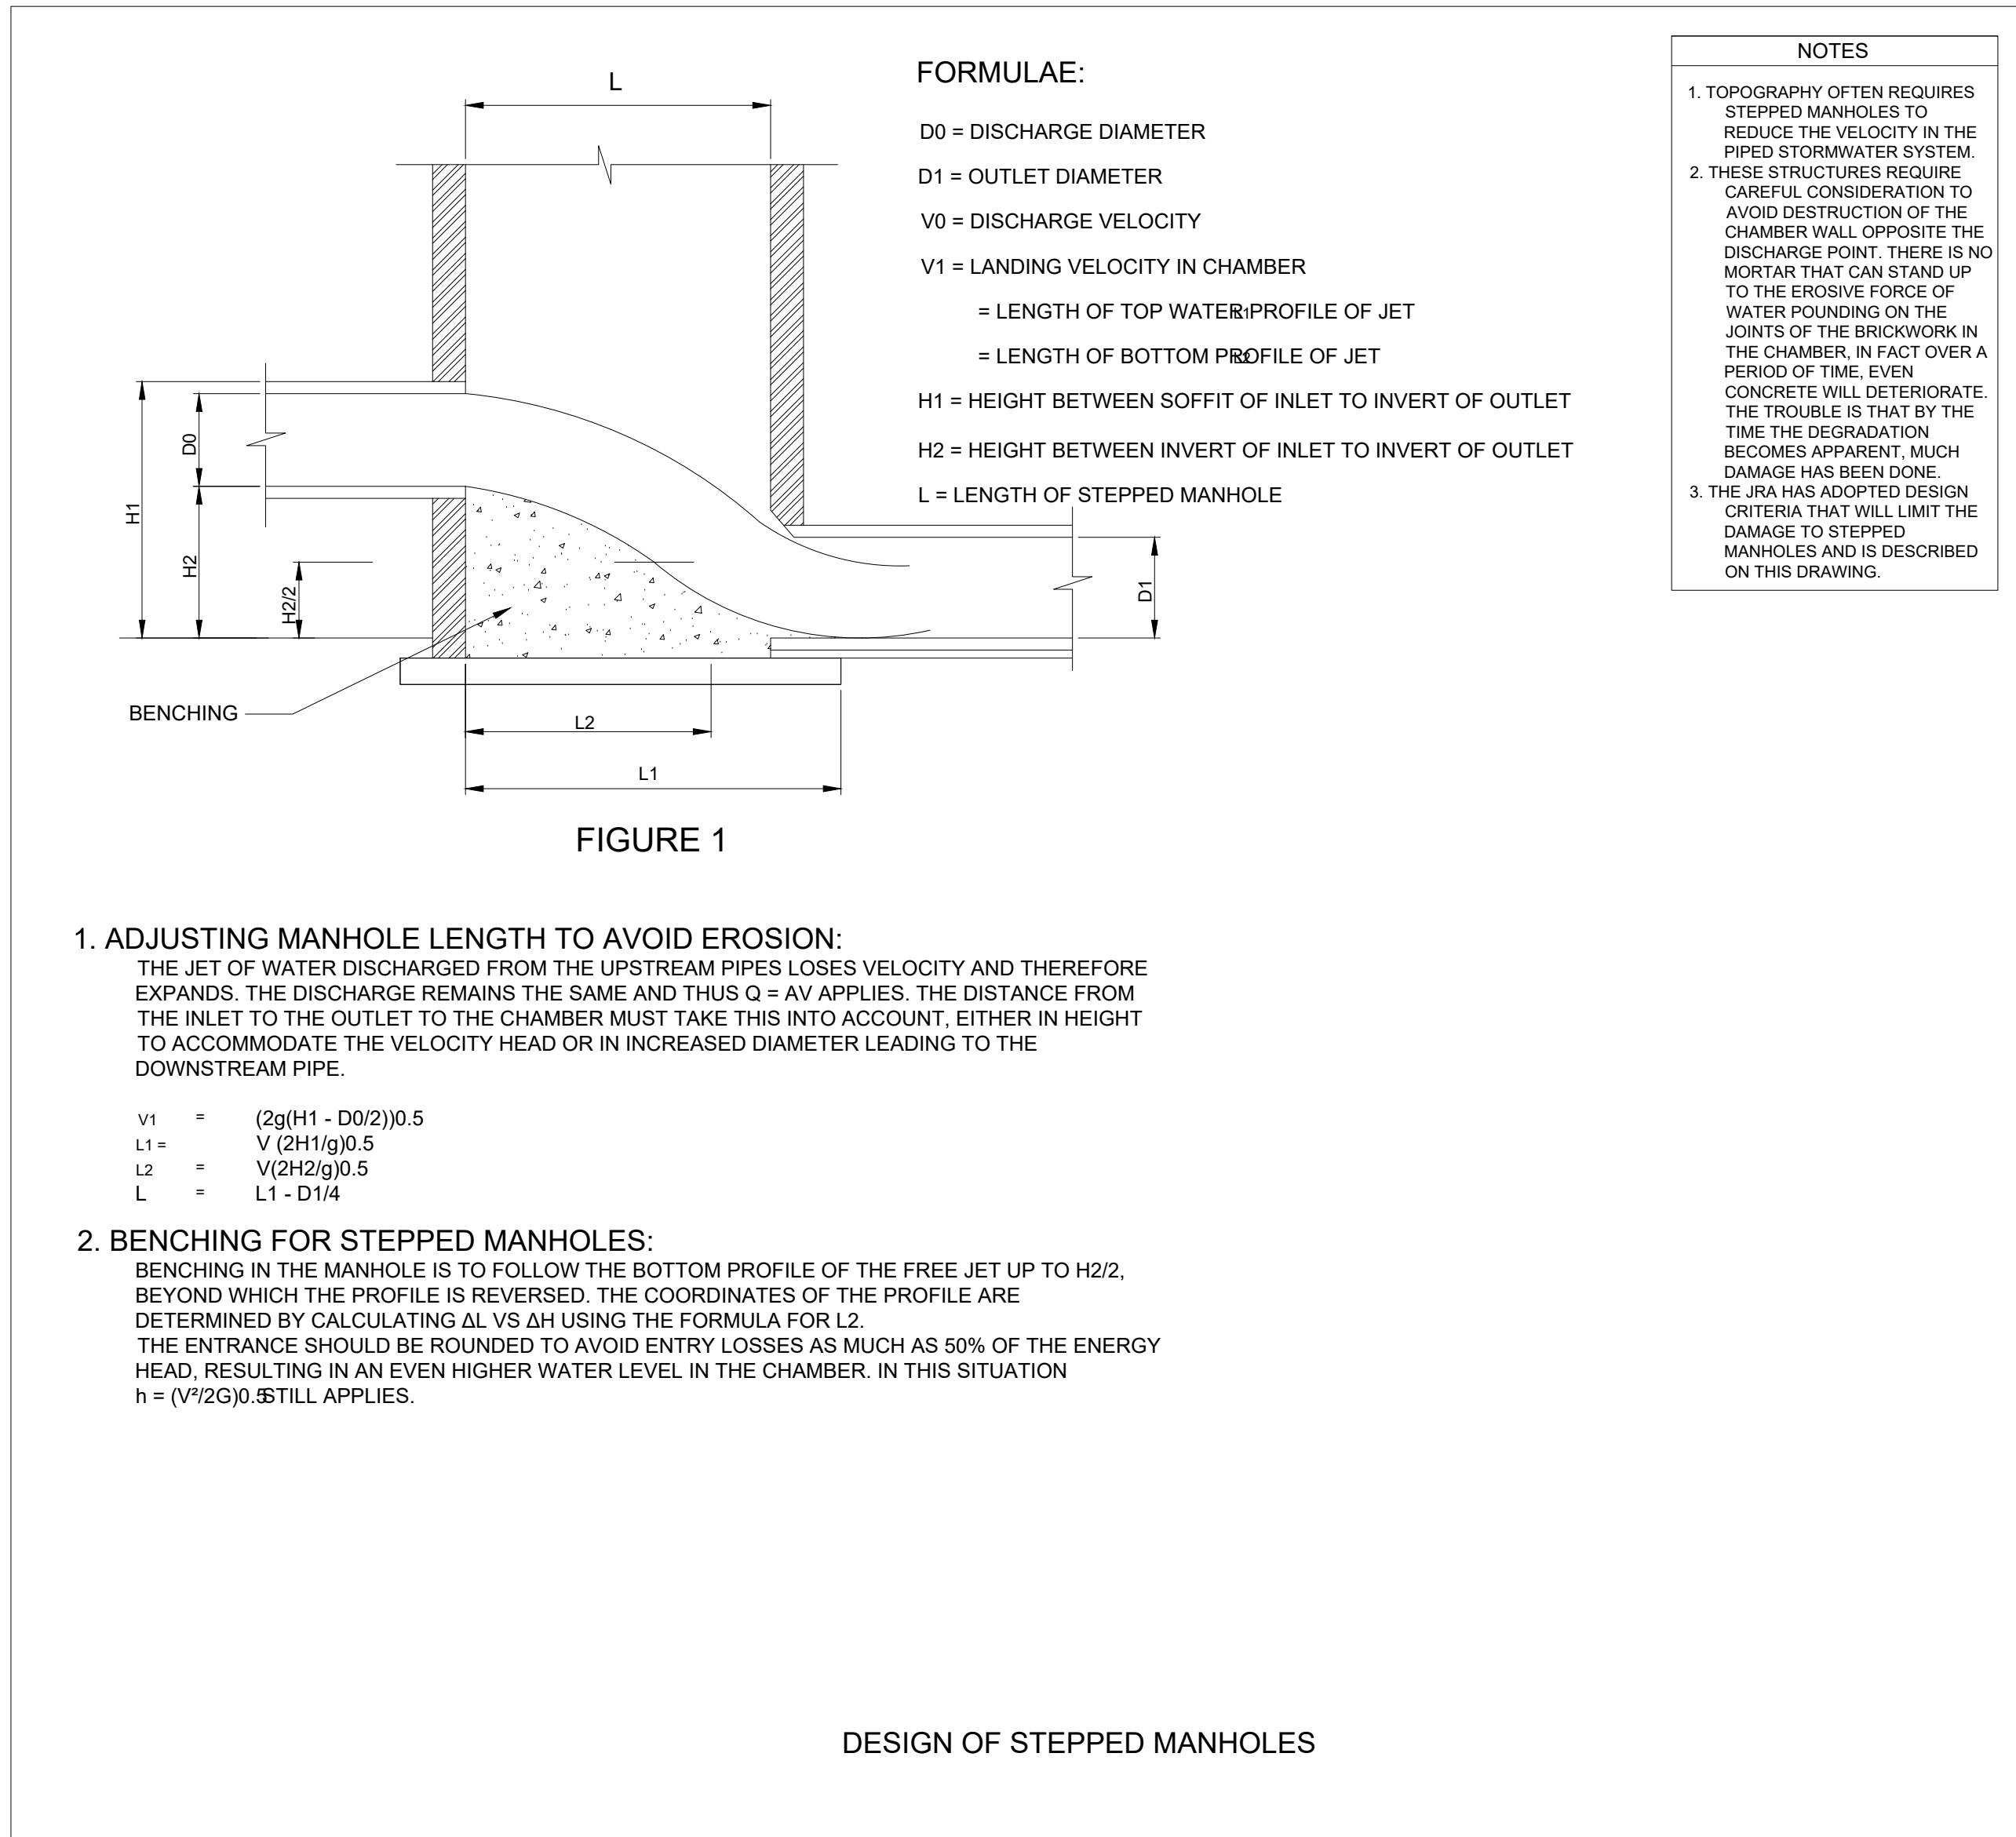 L
D0
H1
H2
H2/2
D1
BENCHING
L2
L1
FIGURE 1
FORMULAE:
D0 = DISCHARGE DIAMETER
D1 = OUTLET DIAMETER
V0 = DISCHARGE VELOCITY
V1 = LANDING VELOCITY IN CHAMBER
= LENGTH OF TOP WATER PROFILE OF JET
= LENGTH OF BOTTOM PROFILE OF JET
H1 = HEIGHT BETWEEN SOFFIT OF INLET TO INVERT OF OUTLET
H2 = HEIGHT BETWEEN INVERT OF INLET TO INVERT OF OUTLET
L = LENGTH OF STEPPED MANHOLE
NOTES
1. TOPOGRAPHY OFTEN REQUIRES
STEPPED MANHOLES TO
REDUCE THE VELOCITY IN THE
PIPED STORMWATER SYSTEM.
2. THESE STRUCTURES REQUIRE
CAREFUL CONSIDERATION TO
AVOID DESTRUCTION OF THE
CHAMBER WALL OPPOSITE THE
DISCHARGE POINT. THERE IS NO
MORTAR THAT CAN STAND UP
TO THE EROSIVE FORCE OF
WATER POUNDING ON THE
JOINTS OF THE BRICKWORK IN
THE CHAMBER, IN FACT OVER A
PERIOD OF TIME, EVEN
CONCRETE WILL DETERIORATE.
THE TROUBLE IS THAT BY THE
TIME THE DEGRADATION
BECOMES APPARENT, MUCH
DAMAGE HAS BEEN DONE.
3. THE JRA HAS ADOPTED DESIGN
CRITERIA THAT WILL LIMIT THE
DAMAGE TO STEPPED
MANHOLES AND IS DESCRIBED
ON THIS DRAWING.
1. ADJUSTING MANHOLE LENGTH TO AVOID EROSION:
THE JET OF WATER DISCHARGED FROM THE UPSTREAM PIPES LOSES VELOCITY AND THEREFORE
EXPANDS. THE DISCHARGE REMAINS THE SAME AND THUS Q = AV APPLIES. THE DISTANCE FROM
THE INLET TO THE OUTLET TO THE CHAMBER MUST TAKE THIS INTO ACCOUNT, EITHER IN HEIGHT
TO ACCOMMODATE THE VELOCITY HEAD OR IN INCREASED DIAMETER LEADING TO THE
DOWNSTREAM PIPE.
V1 = (2g(H1 - D0/2))0.5
L1 = V (2H1/g)0.5
L2 = V(2H2/g)0.5
L = L1 - D1/4
2. BENCHING FOR STEPPED MANHOLES:
BENCHING IN THE MANHOLE IS TO FOLLOW THE BOTTOM PROFILE OF THE FREE JET UP TO H2/2,
BEYOND WHICH THE PROFILE IS REVERSED. THE COORDINATES OF THE PROFILE ARE
DETERMINED BY CALCULATING ΔL VS ΔH USING THE FORMULA FOR L2.
THE ENTRANCE SHOULD BE ROUNDED TO AVOID ENTRY LOSSES AS MUCH AS 50% OF THE ENERGY
HEAD, RESULTING IN AN EVEN HIGHER WATER LEVEL IN THE CHAMBER. IN THIS SITUATION
h = (V²/2G)0.5 STILL APPLIES.
DESIGN OF STEPPED MANHOLES